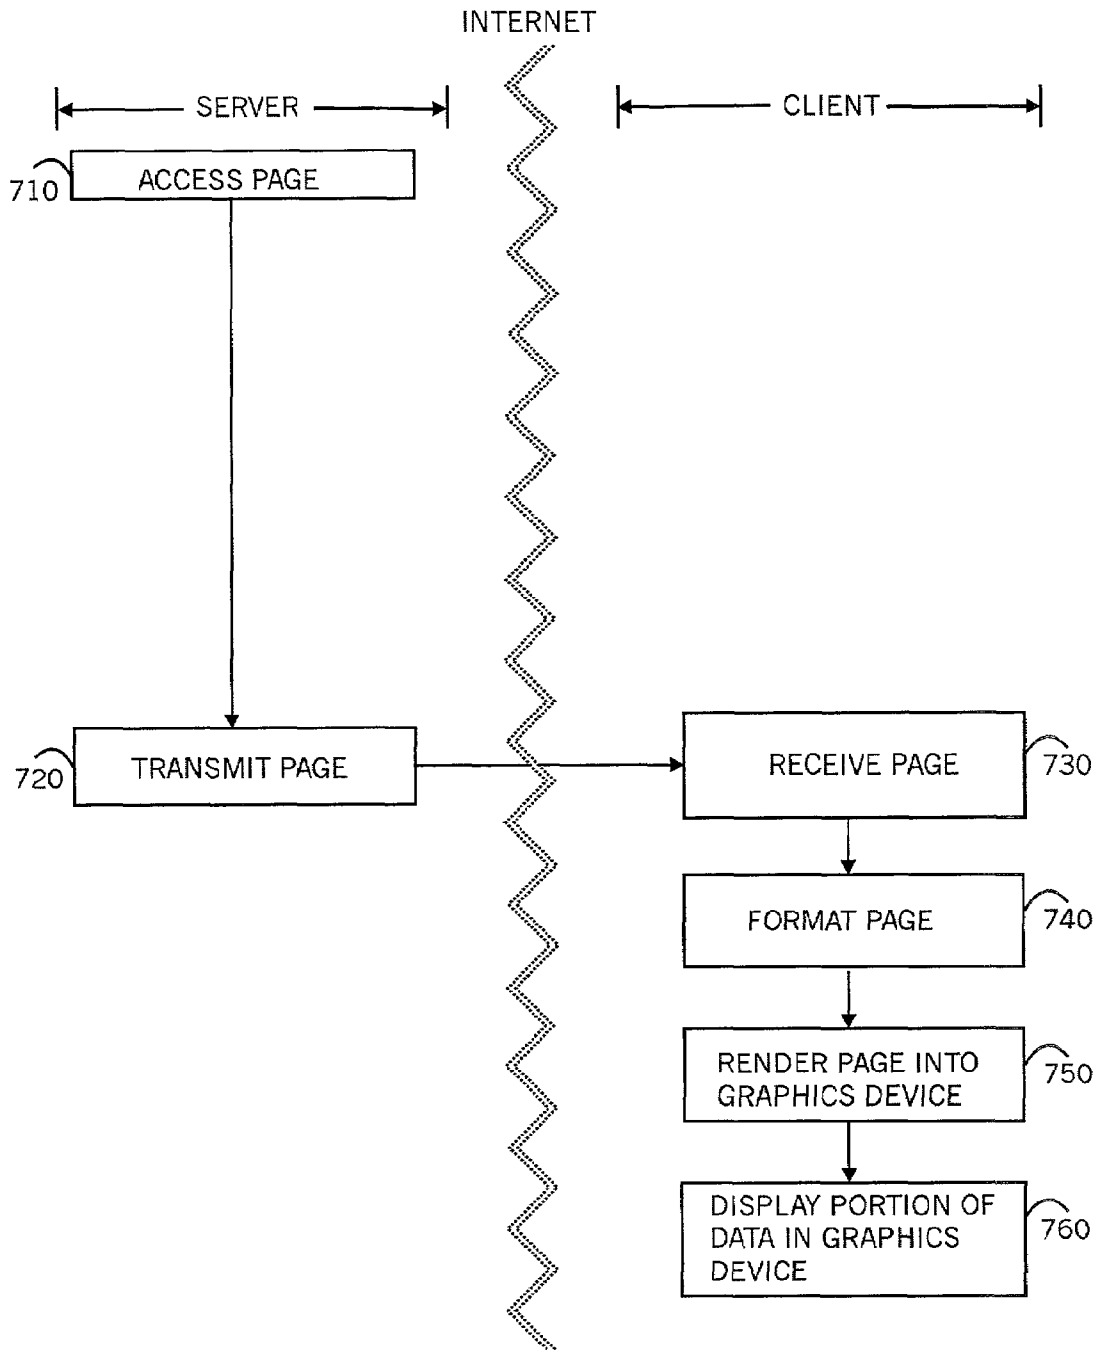 INTERNET
SERVER
CLIENT
710
ACCESS PAGE
720
TRANSMIT PAGE
RECEIVE PAGE
730
FORMAT PAGE
740
RENDER PAGE INTO
GRAPHICS DEVICE
750
DISPLAY PORTION OF
DATA IN GRAPHICS
DEVICE
760